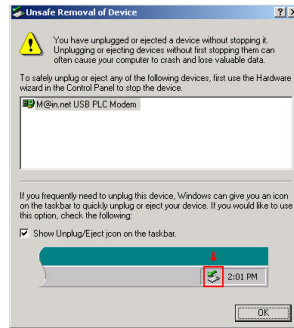 Unsafe Removal of Device
You have unplugged or ejected a device without stopping it.
Unplugging or ejecting devices without first stopping them can
often cause your computer to crash and lose valuable data.
To safely unplug or eject any of the following devices, first use the Hardware
wizard in the Control Panel to stop the device.
M@in.net USB PLC Modem
If you frequently need to unplug this device, Windows can give you an icon
on the taskbar to quickly unplug or eject your device. If you would like to use
this option, check the following:
Show Unplug/Eject icon on the taskbar.
2:01 PM
OK